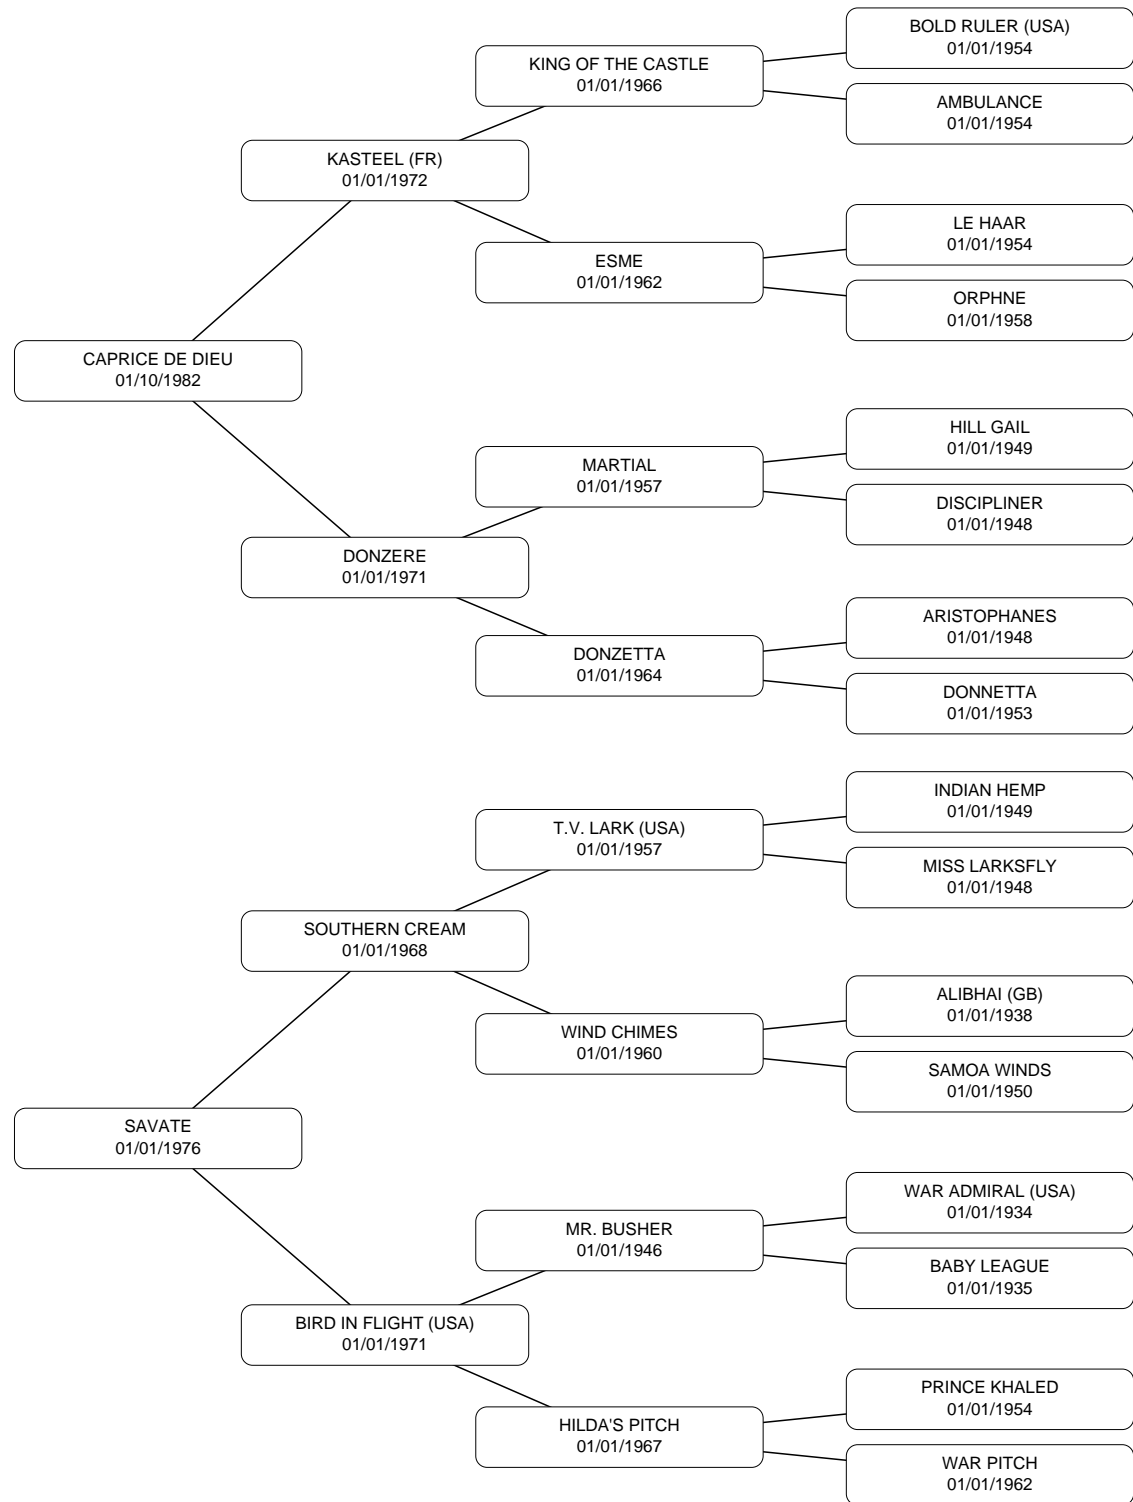 BOLD RULER (USA)
01/01/1954
KING OF THE CASTLE
01/01/1966
AMBULANCE
01/01/1954
KASTEEL (FR)
01/01/1972
LE HAAR
01/01/1954
ESME
01/01/1962
ORPHNE
01/01/1958
CAPRICE DE DIEU
01/10/1982
HILL GAIL
01/01/1949
MARTIAL
01/01/1957
DISCIPLINER
01/01/1948
DONZERE
01/01/1971
ARISTOPHANES
01/01/1948
DONZETTA
01/01/1964
DONNETTA
01/01/1953
INDIAN HEMP
01/01/1949
T.V. LARK (USA)
01/01/1957
MISS LARKSFLY
01/01/1948
SOUTHERN CREAM
01/01/1968
ALIBHAI (GB)
01/01/1938
WIND CHIMES
01/01/1960
SAMOA WINDS
01/01/1950
SAVATE
01/01/1976
WAR ADMIRAL (USA)
01/01/1934
MR. BUSHER
01/01/1946
BABY LEAGUE
01/01/1935
BIRD IN FLIGHT (USA)
01/01/1971
PRINCE KHALED
01/01/1954
HILDA'S PITCH
01/01/1967
WAR PITCH
01/01/1962